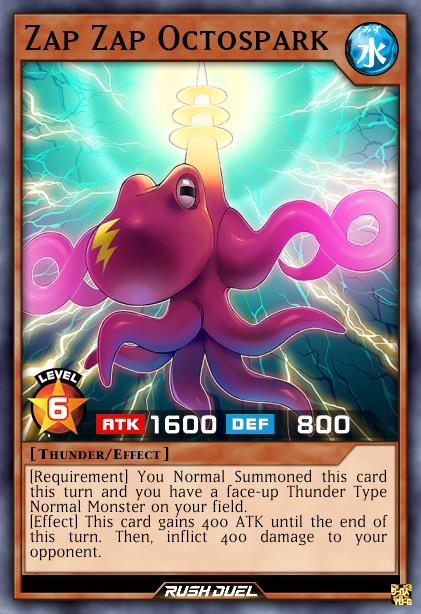 Zap Zap Octospark
みず
水
LEVEL
6
ATK 1600 DEF 800
[Thunder/Effect]
[Requirement] You Normal Summoned this card
this turn and you have a face-up Thunder Type
Normal Monster on your field.
[Effect] This card gains 400 ATK until the end of
this turn. Then, inflict 400 damage to your
opponent.
RUSH DUEL